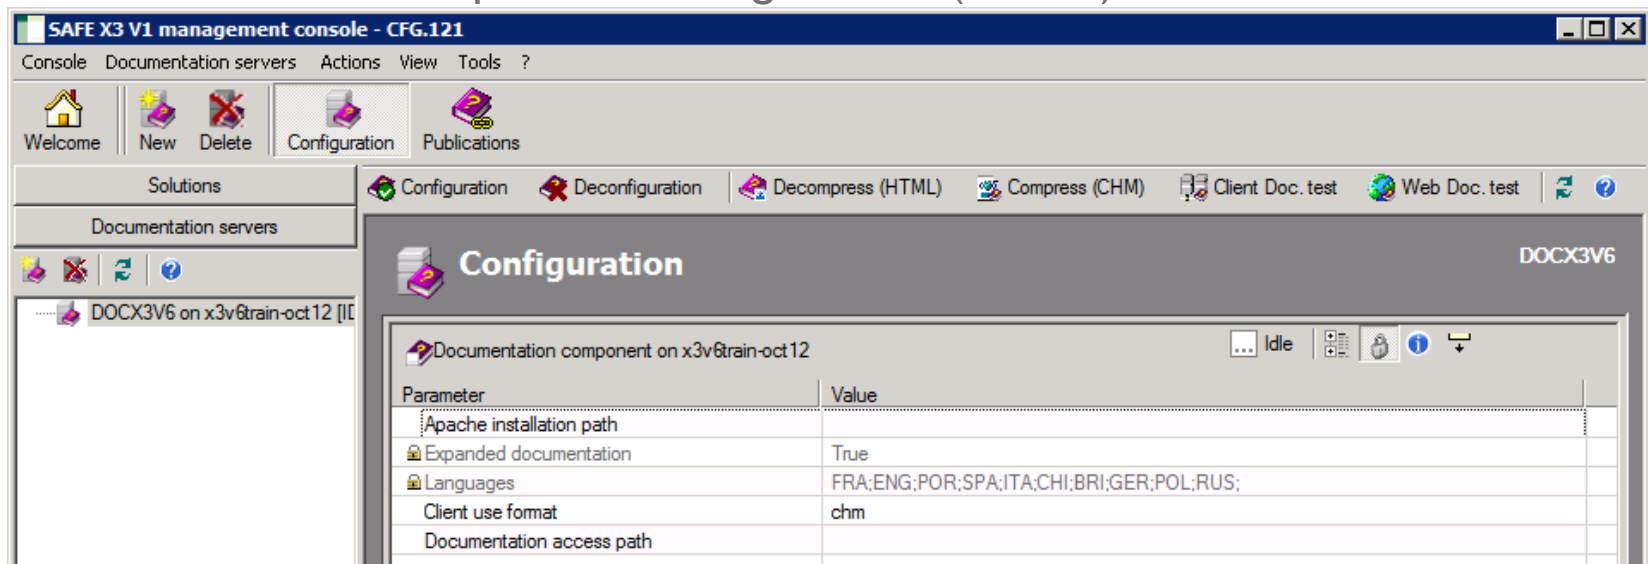 SAFE X3 V1 management console - CFG.121
Console Documentation servers Actions View Tools ?
Welcome New Delete Configuration Publications
Solutions
Configuration Deconfiguration Decompress (HTML) Compress (CHM) Client Doc. test Web Doc. test
Documentation servers
Configuration DOCX3V6
DOCX3V6 on x3v6train-oct12 [ID
Documentation component on x3v6train-oct12 ... Idle
Parameter Value
Apache installation path
Expanded documentation True
Languages FRA;ENG;POR;SPA;ITA;CHI;BRI;GER;POL;RUS;
Client use format chm
Documentation access path